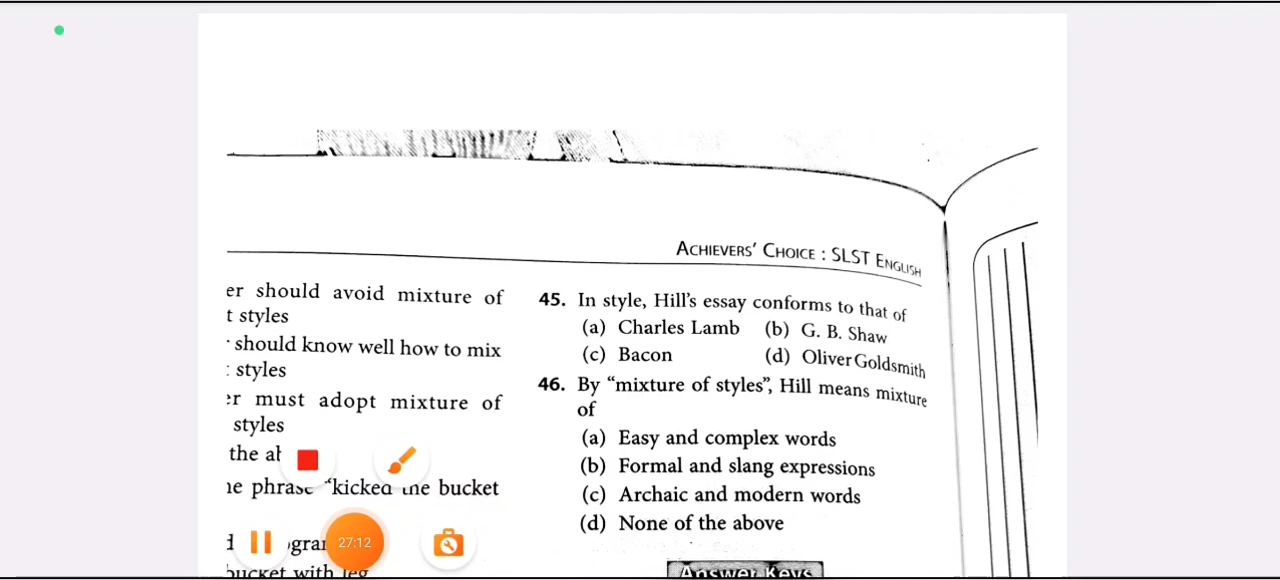 ACHIEVERS' CHOICE : SLST ENGLISH
er should avoid mixture of
t styles
should know well how to mix
: styles
er must adopt mixture of
styles
the
phrase "kicked the bucket
27:12
bucket with leg
45. In style, Hill's essay conforms to that of
(a) Charles Lamb (b) G. B. Shaw
(c) Bacon (d) Oliver Goldsmith
46. By "mixture of styles", Hill means mixture
of
(a) Easy and complex words
(b) Formal and slang expressions
(c) Archaic and modern words
(d) None of the above
Answer Keys